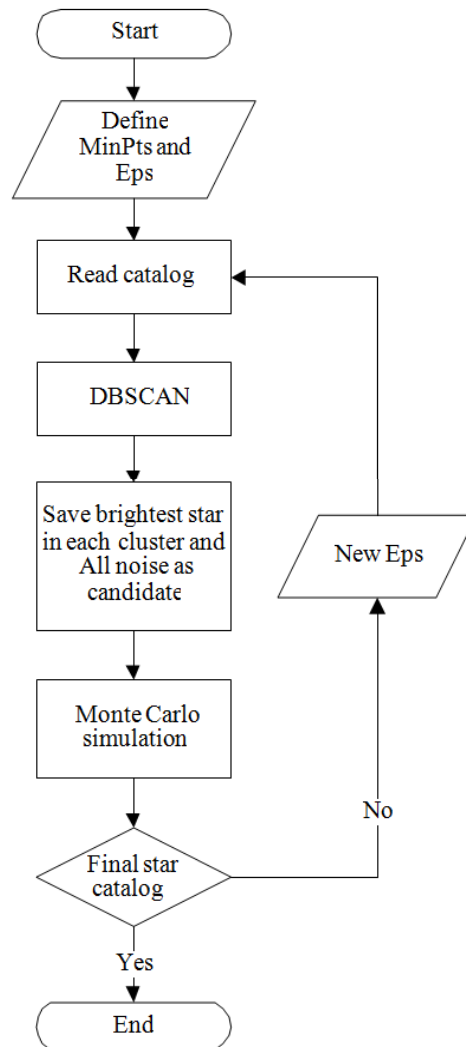 Start
Define
MinPts and
Eps
Read catalog
DBSCAN
Save brightest star
in each cluster and
All noise as
candidate
New Eps
Monte Carlo
simulation
No
Final star
catalog
Yes
End